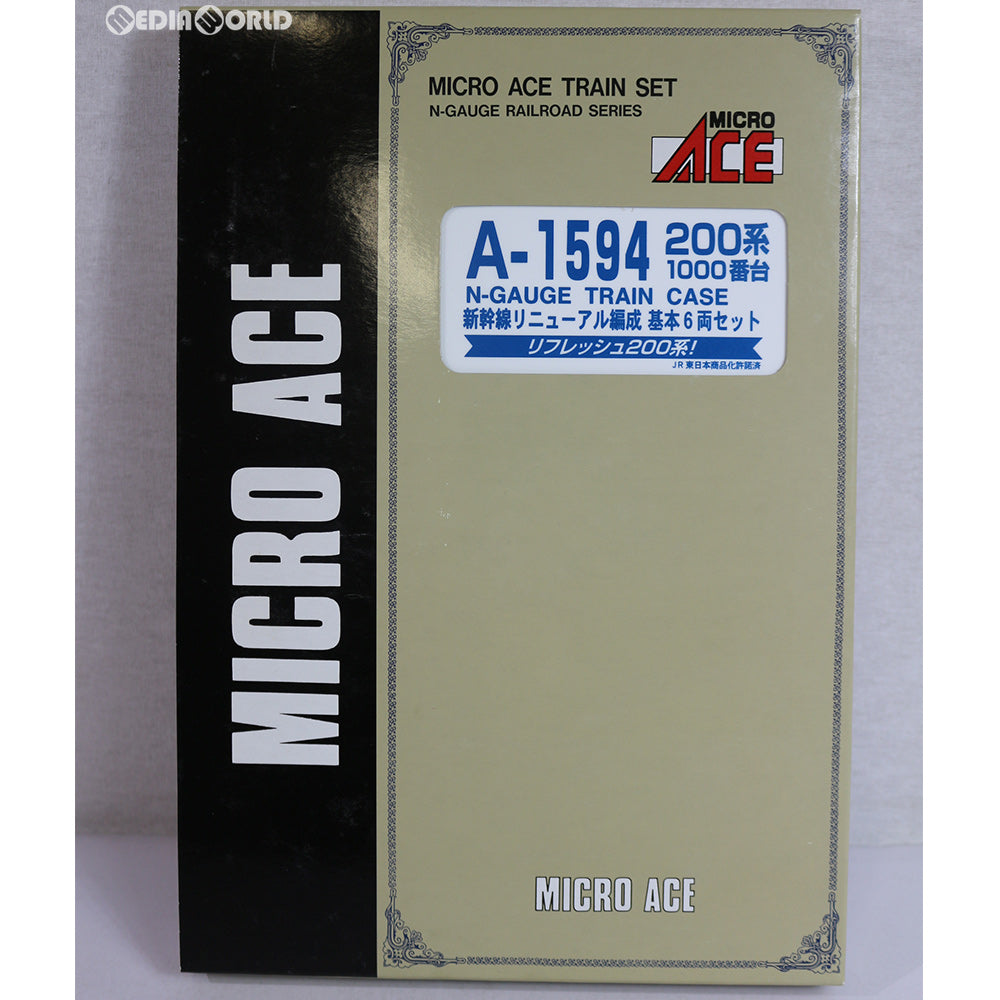 MEDIAWORLD
MICRO ACE TRAIN SET
N-GAUGE RAILROAD SERIES
MICRO
ACE
A-1594 200系
1000番台
N-GAUGE TRAIN CASE
新幹線リニューアル編成 基本6両セット
リフレッシュ200系!
JR東日本商品化許諾済
MICRO ACE
MICRO ACE